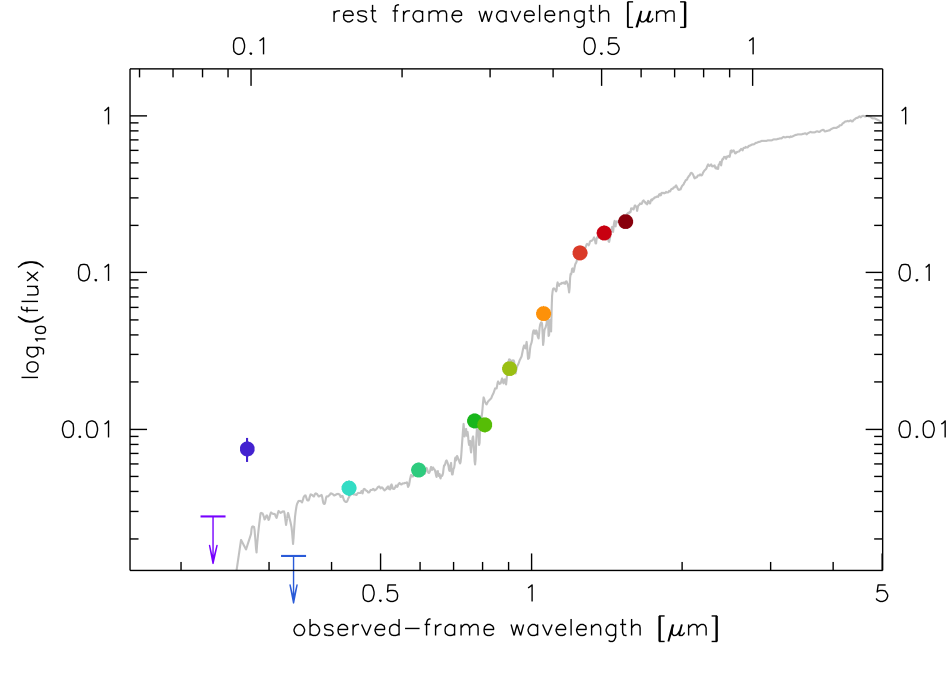 rest frame wavelength [μm]
0.1 0.5 1
1 1
0.1 0.1
log10(flux)
0.01 0.01
0.5 1 5
observed-frame wavelength [μm]